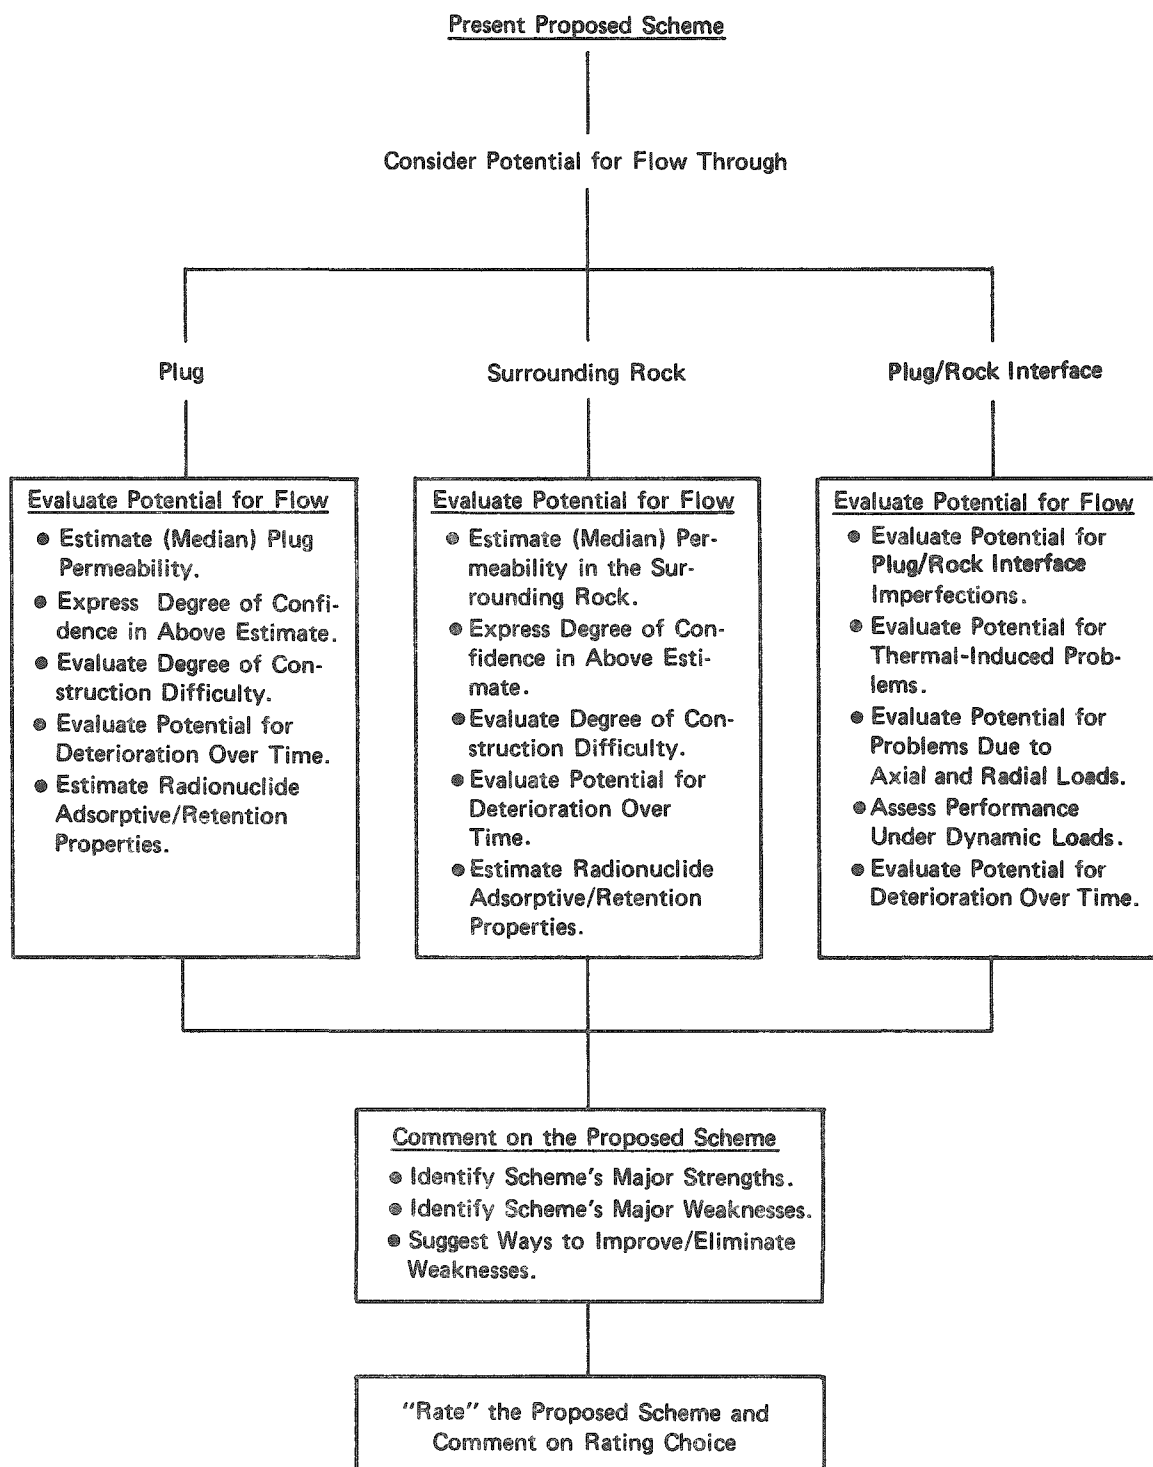 Present Proposed Scheme
Consider Potential for Flow Through
Plug
Surrounding Rock
Plug/Rock Interface
Evaluate Potential for Flow
● Estimate (Median) Plug
Permeability.
● Express Degree of Confi-
dence in Above Estimate.
● Evaluate Degree of Con-
struction Difficulty.
● Evaluate Potential for
Deterioration Over Time.
● Estimate Radionuclide
Adsorptive/Retention
Properties.
Evaluate Potential for Flow
● Estimate (Median) Per-
meability in the Sur-
rounding Rock.
● Express Degree of Con-
fidence in Above Esti-
mate.
● Evaluate Degree of Con-
struction Difficulty.
● Evaluate Potential for
Deterioration Over
Time.
● Estimate Radionuclide
Adsorptive/Retention
Properties.
Evaluate Potential for Flow
● Evaluate Potential for
Plug/Rock Interface
Imperfections.
● Evaluate Potential for
Thermal-Induced Prob-
lems.
● Evaluate Potential for
Problems Due to
Axial and Radial Loads.
● Assess Performance
Under Dynamic Loads.
● Evaluate Potential for
Deterioration Over Time.
Comment on the Proposed Scheme
● Identify Scheme's Major Strengths.
● Identify Scheme's Major Weaknesses.
● Suggest Ways to Improve/Eliminate
Weaknesses.
"Rate" the Proposed Scheme and
Comment on Rating Choice